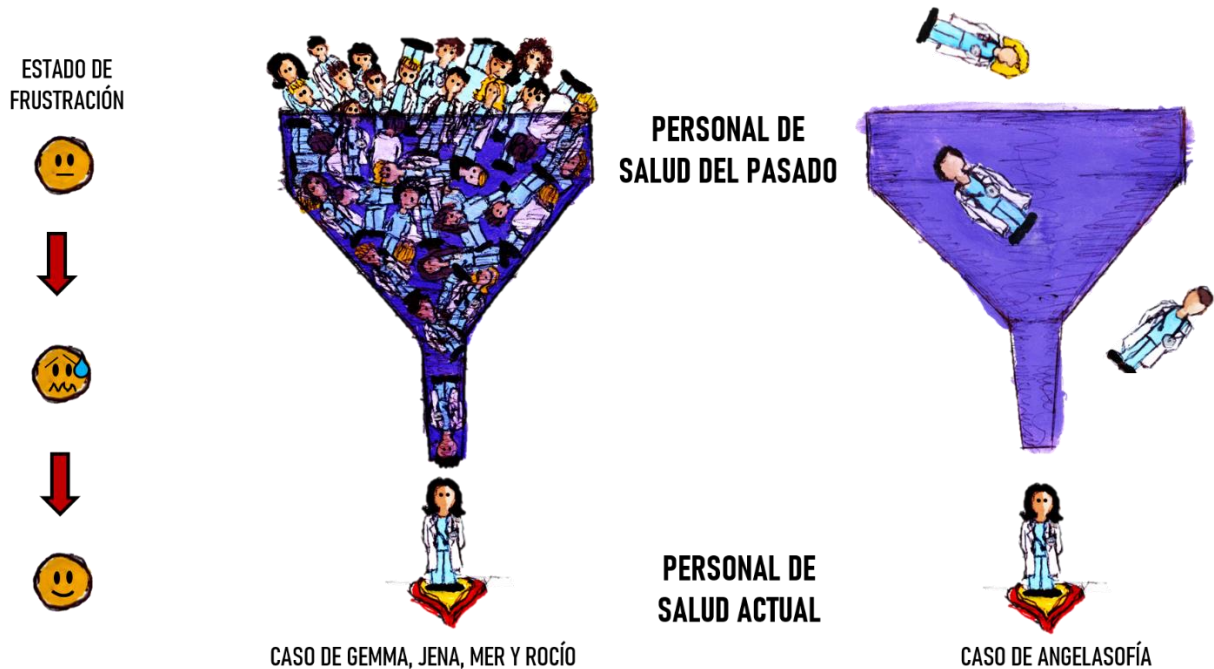 ESTADO DE
FRUSTRACIÓN
PERSONAL DE
SALUD DEL PASADO
PERSONAL DE
SALUD ACTUAL
CASO DE GEMMA, JENA, MER Y ROCÍO
CASO DE ANGELASOFÍA